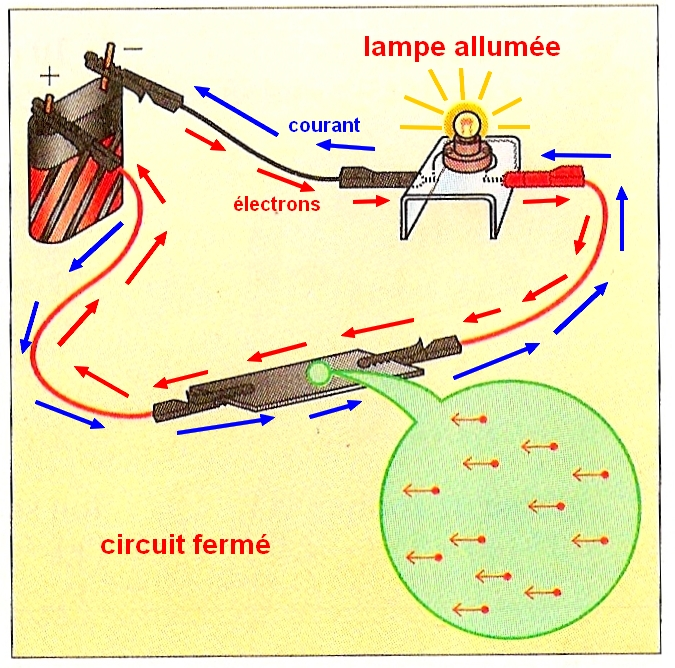 −
+
lampe allumée
courant
électrons
circuit fermé